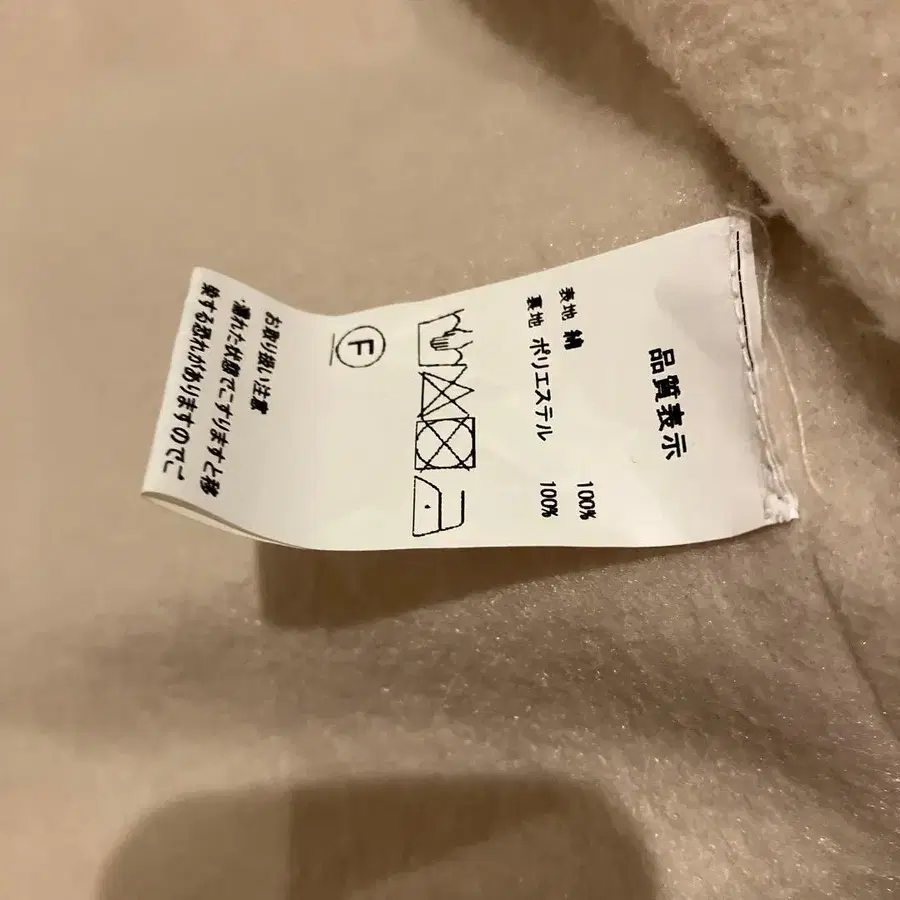 品質表示
表地 綿 100%
裏地 ポリエステル 100%
F
お取り扱い注意
・濡れた状態でこすりますと移
染する恐れがありますのでご